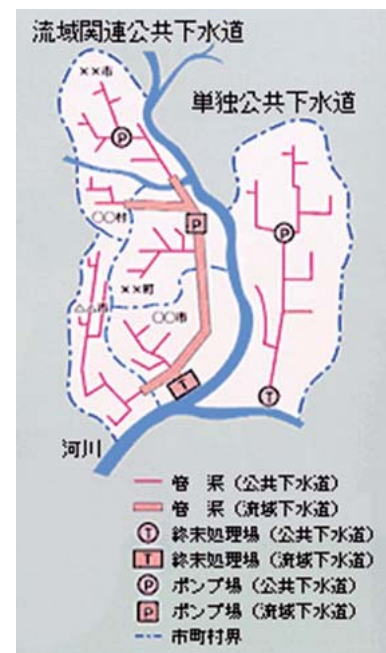 流域関連公共下水道
××市
単独公共下水道
P
P
○○村
P
××町
△△市
○○市
T
T
河川
管 渠（公共下水道）
管 渠（流域下水道）
T 終末処理場（公共下水道）
T 終末処理場（流域下水道）
P ポンプ場（公共下水道）
P ポンプ場（流域下水道）
市町村界